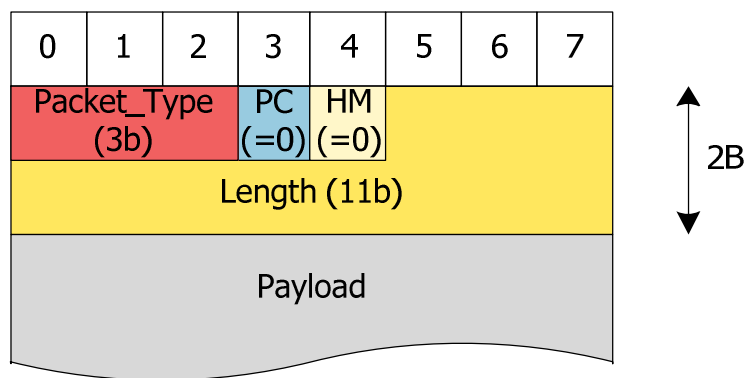 0 1 2 3 4 5 6 7
Packet_Type PC HM
(3b) (=0) (=0)
2B
Length (11b)
Payload